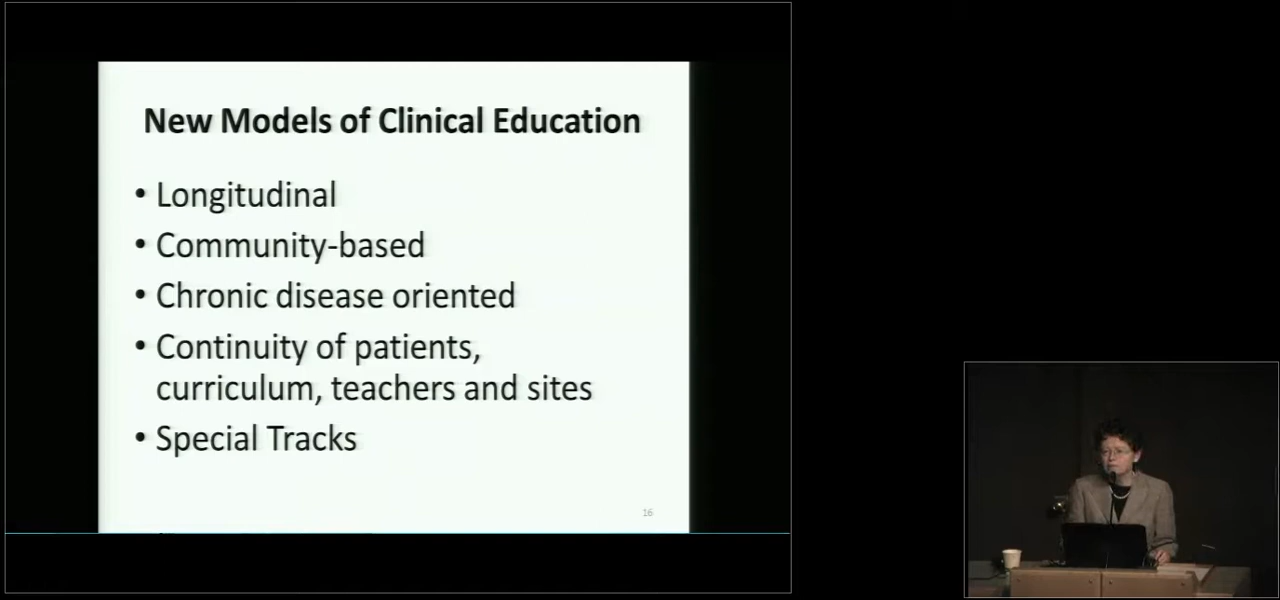 New Models of Clinical Education
• Longitudinal
• Community-based
• Chronic disease oriented
• Continuity of patients,
curriculum, teachers and sites
• Special Tracks
16